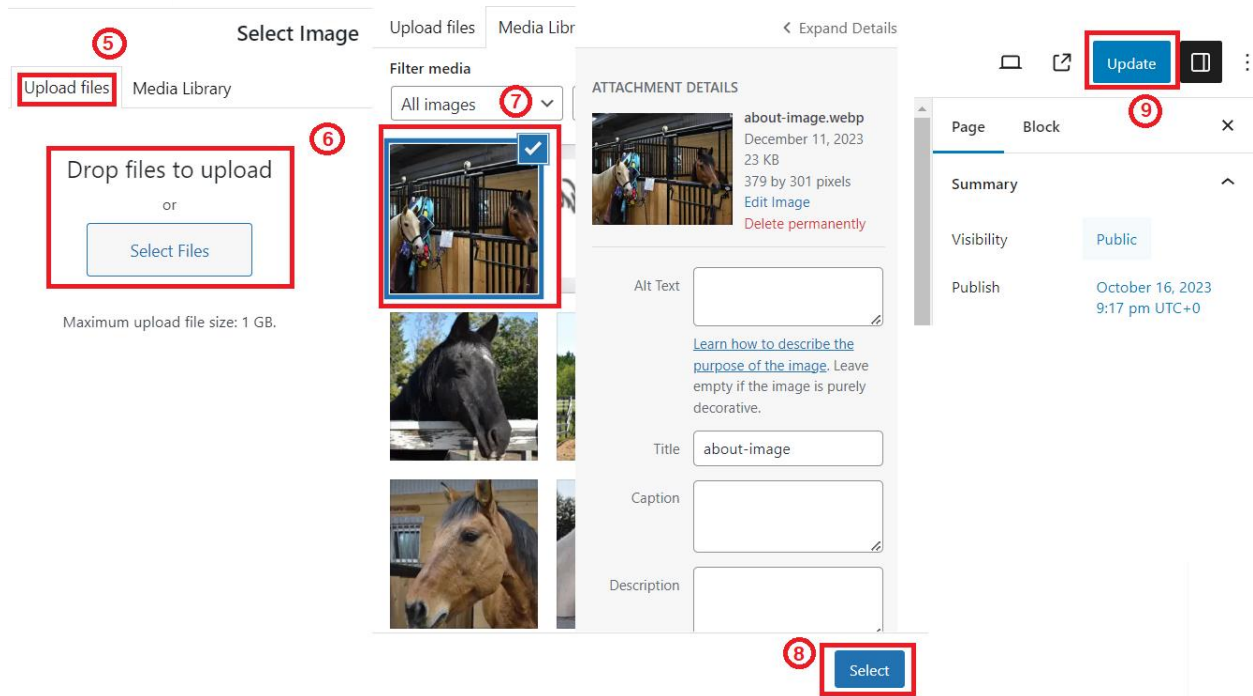 Select Image
5
Upload files
Media Library
6
Drop files to upload
or
Select Files
Maximum upload file size: 1 GB.
Upload files
Filter media
All images
7
Expand Details
ATTACHMENT DETAILS
about-image.webp
December 11, 2023
23 KB
379 by 301 pixels
Edit Image
Delete permanently
Alt Text
Learn how to describe the
purpose of the image. Leave
empty if the image is purely
decorative.
Title
about-image
Caption
Description
8
Select
Update
9
Page
Block
Summary
Visibility
Public
Publish
October 16, 2023
9:17 pm UTC+0